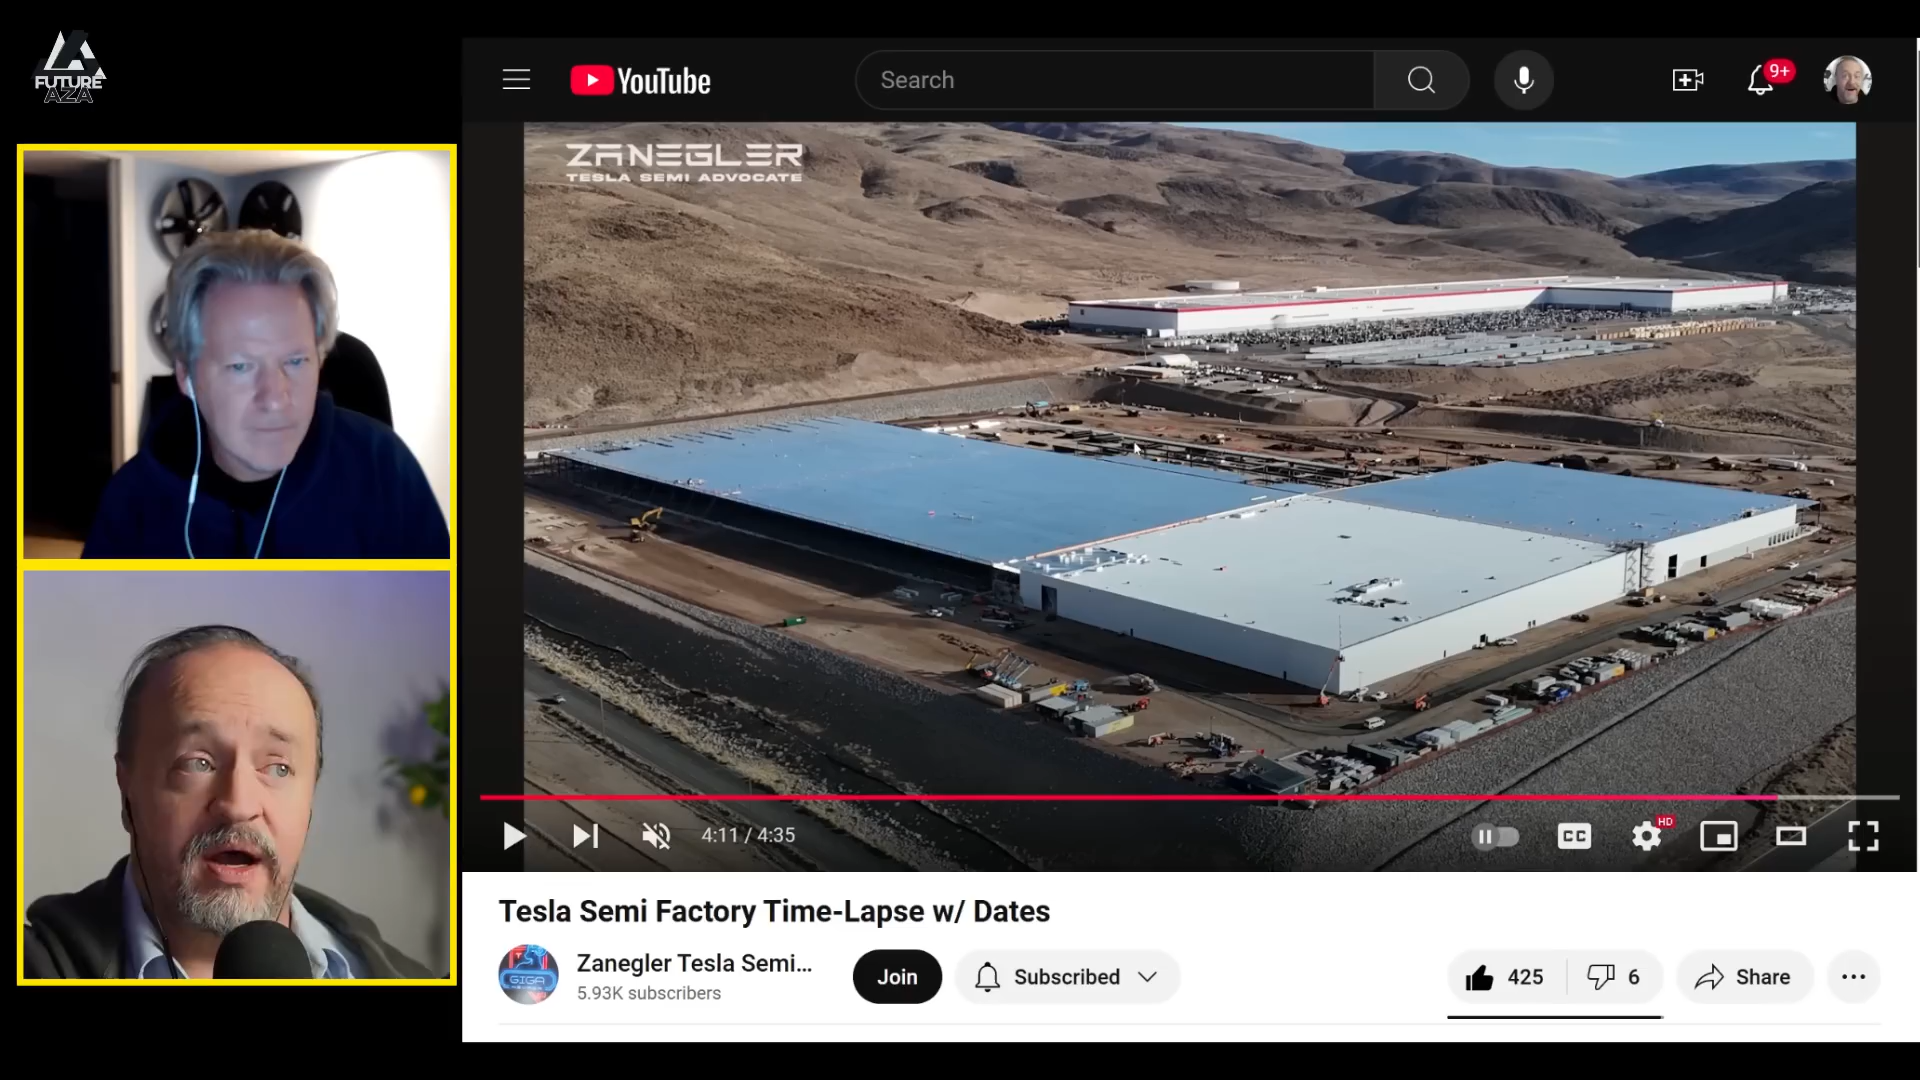 FUTURE
AZA
YouTube
Search
9+
ZANEGLER
TESLA SEMI ADVOCATE
4:11 / 4:35
CC
HD
Tesla Semi Factory Time-Lapse w/ Dates
GIGA
Zanegler Tesla Semi...
5.93K subscribers
Join
Subscribed
425
6
Share